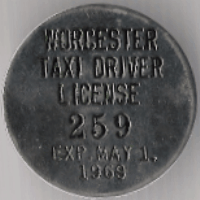 WORCESTER
TAXI DRIVER
LICENSE
259
EXP. MAY 1,
1969